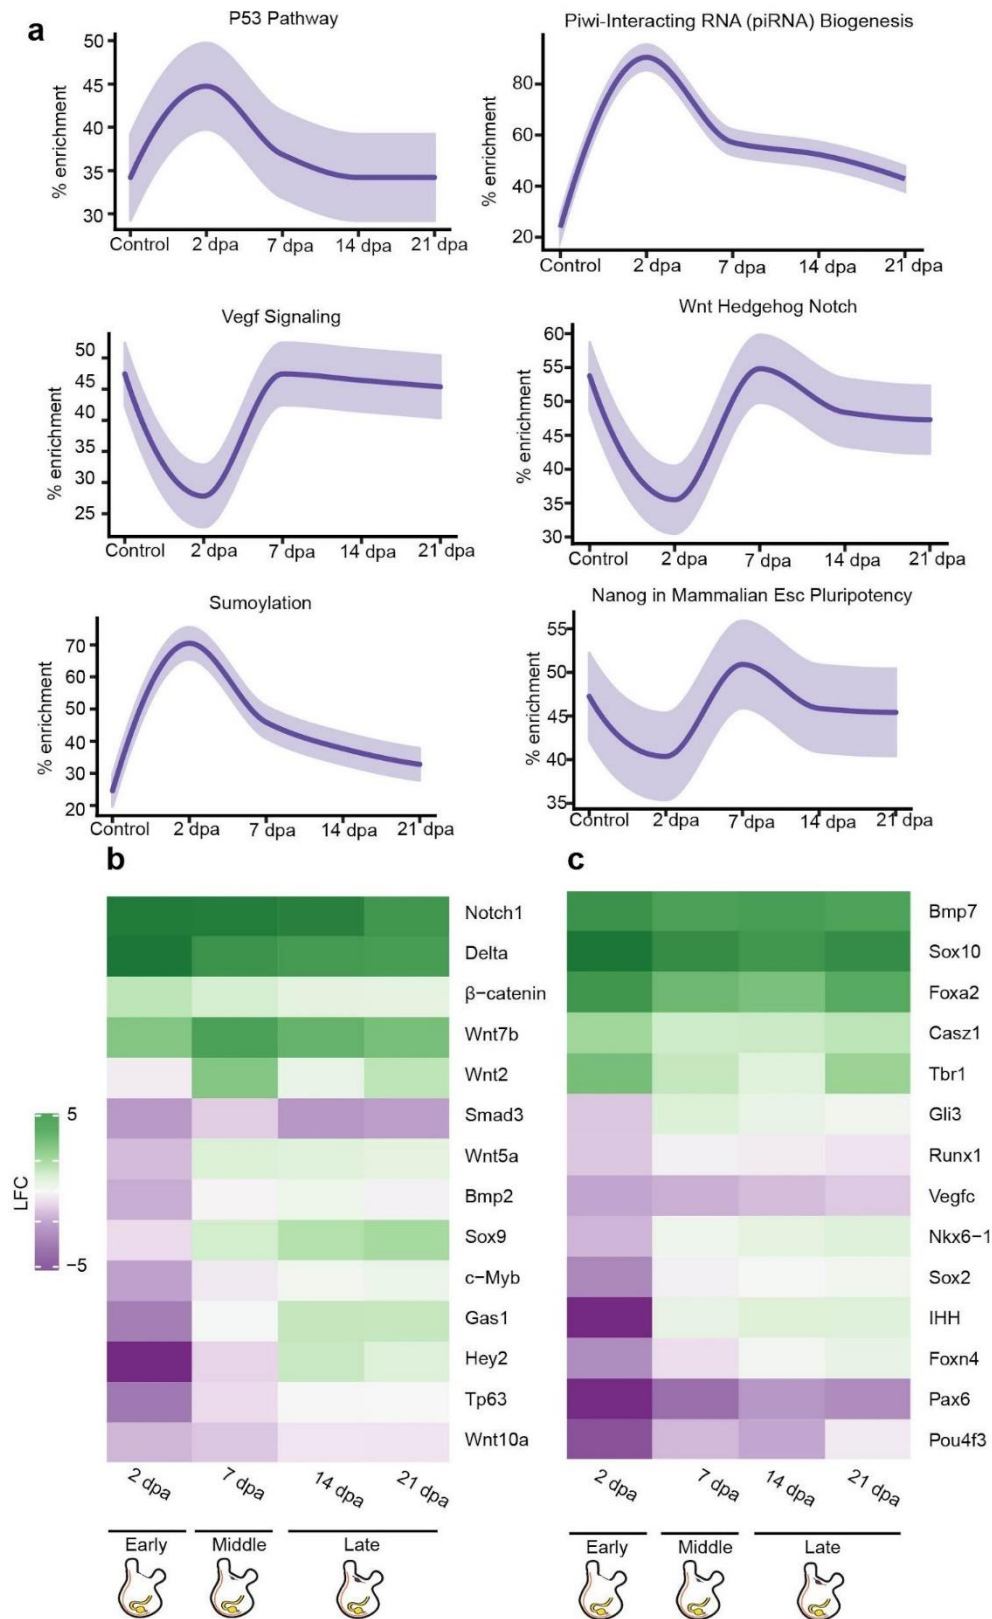 a
P53 Pathway
% enrichment
50
45
40
35
30
Control 2 dpa 7 dpa 14 dpa 21 dpa
Piwi-Interacting RNA (piRNA) Biogenesis
% enrichment
80
60
40
20
Control 2 dpa 7 dpa 14 dpa 21 dpa
Vegf Signaling
% enrichment
50
45
40
35
30
25
Control 2 dpa 7 dpa 14 dpa 21 dpa
Wnt Hedgehog Notch
% enrichment
60
55
50
45
40
35
30
Control 2 dpa 7 dpa 14 dpa 21 dpa
Sumoylation
% enrichment
70
60
50
40
30
20
Control 2 dpa 7 dpa 14 dpa 21 dpa
Nanog in Mammalian Esc Pluripotency
% enrichment
55
50
45
40
35
Control 2 dpa 7 dpa 14 dpa 21 dpa
b
LFC
5
−5
Notch1
Delta
β−catenin
Wnt7b
Wnt2
Smad3
Wnt5a
Bmp2
Sox9
c−Myb
Gas1
Hey2
Tp63
Wnt10a
2 dpa 7 dpa 14 dpa 21 dpa
Early Middle Late
c
Bmp7
Sox10
Foxa2
Casz1
Tbr1
Gli3
Runx1
Vegfc
Nkx6−1
Sox2
IHH
Foxn4
Pax6
Pou4f3
2 dpa 7 dpa 14 dpa 21 dpa
Early Middle Late